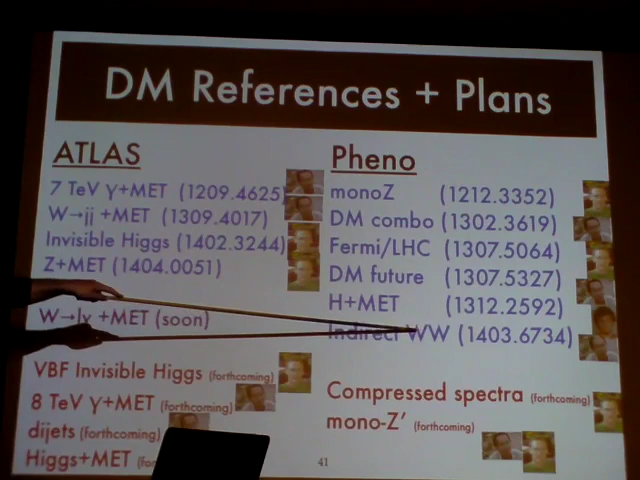 DM References + Plans
ATLAS
7 TeV γ+MET (1209.4625)
W→jj +MET (1309.4017)
Invisible Higgs (1402.3244)
Z+MET (1404.0051)
W→lν +MET (soon)
VBF Invisible Higgs (forthcoming)
8 TeV γ+MET (forthcoming)
dijets (forthcoming)
Higgs+MET
Pheno
monoZ (1212.3352)
DM combo (1302.3619)
Fermi/LHC (1307.5064)
DM future (1307.5327)
H+MET (1312.2592)
Indirect WW (1403.6734)
Compressed spectra (forthcoming)
mono-Z' (forthcoming)
41